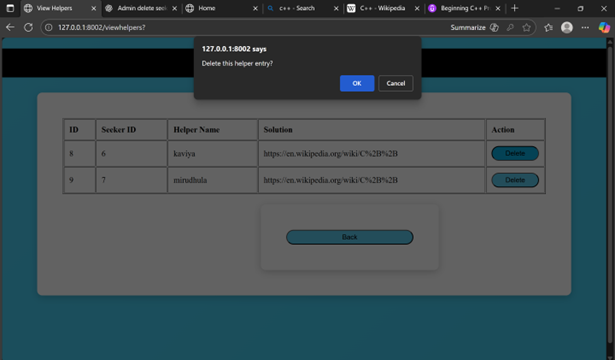 View Helpers
Admin delete seek
Home
c++ - Search
C++ - Wikipedia
Beginning C++ Pr
127.0.0.1:8002/viewhelpers?
Summarize
127.0.0.1:8002 says
Delete this helper entry?
OK Cancel
ID Seeker ID Helper Name Solution Action
8 6 kaviya https://en.wikipedia.org/wiki/C%2B%2B Delete
9 7 mirudhula https://en.wikipedia.org/wiki/C%2B%2B Delete
Back